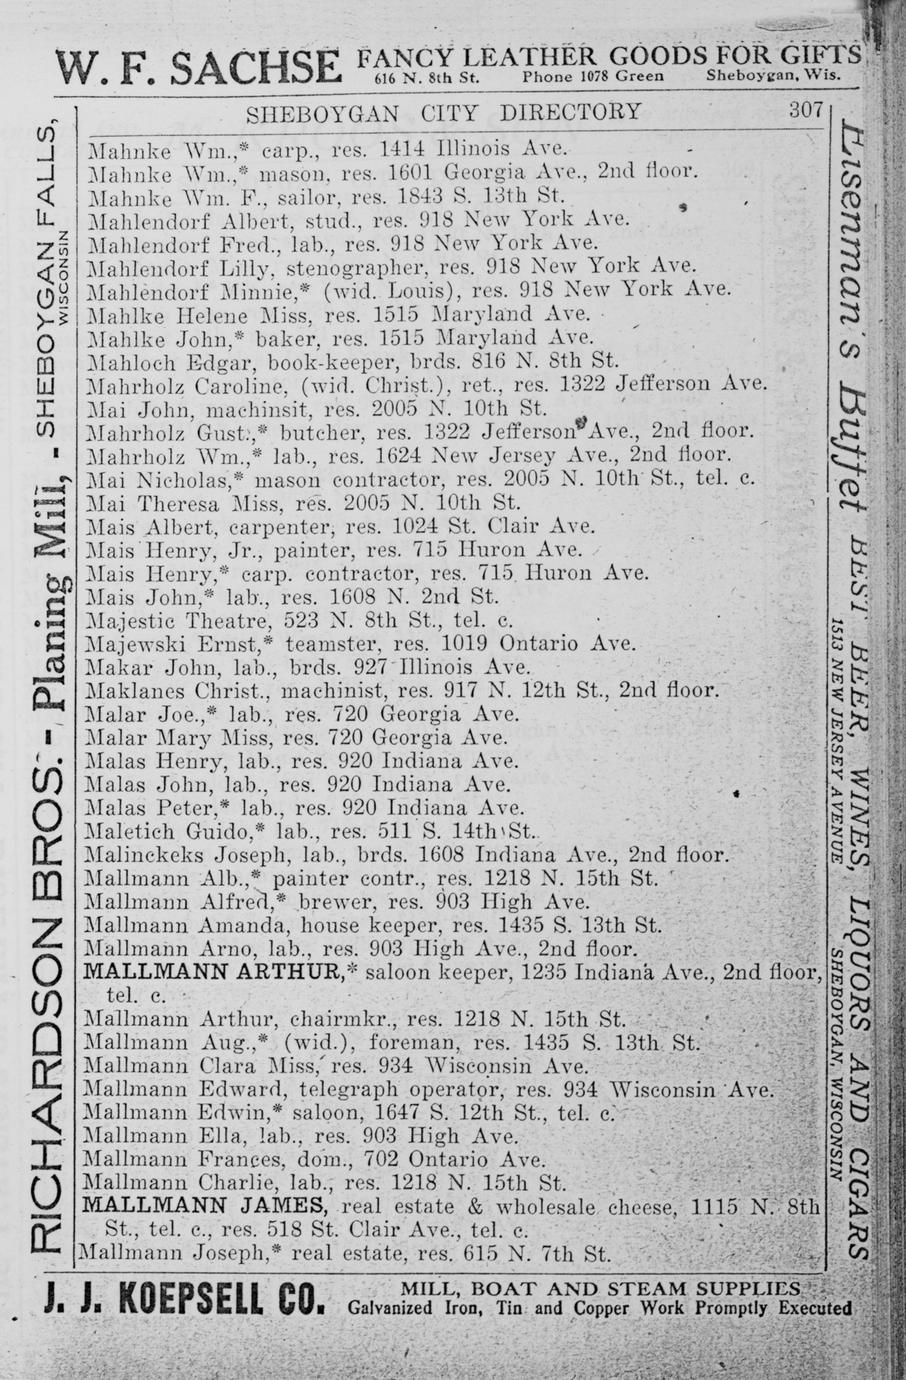 W. F. SACHSE FANCY LEATHER GOODS FOR GIFTS
616 N. 8th St. Phone 1078 Green Sheboygan, Wis.
SHEBOYGAN CITY DIRECTORY 307
Mahnke Wm.,* carp., res. 1414 Illinois Ave.
Mahnke Wm.,* mason, res. 1601 Georgia Ave., 2nd floor.
Mahnke Wm. F., sailor, res. 1843 S. 13th St.
Mahlendorf Albert, stud., res. 918 New York Ave.
Mahlendorf Fred., lab., res. 918 New York Ave.
Mahlendorf Lilly, stenographer, res. 918 New York Ave.
Mahlendorf Minnie,* (wid. Louis), res. 918 New York Ave.
Mahlke Helene Miss, res. 1515 Maryland Ave.
Mahlke John,* baker, res. 1515 Maryland Ave.
Mahloch Edgar, book-keeper, brds. 816 N. 8th St.
Mahrholz Caroline, (wid. Christ.), ret., res. 1322 Jefferson Ave.
Mai John, machinsit, res. 2005 N. 10th St.
Mahrholz Gust.,* butcher, res. 1322 Jefferson Ave., 2nd floor.
Mahrholz Wm.,* lab., res. 1624 New Jersey Ave., 2nd floor.
Mai Nicholas,* mason contractor, res. 2005 N. 10th St., tel. c.
Mai Theresa Miss, res. 2005 N. 10th St.
Mais Albert, carpenter, res. 1024 St. Clair Ave.
Mais Henry, Jr., painter, res. 715 Huron Ave.
Mais Henry,* carp. contractor, res. 715 Huron Ave.
Mais John,* lab., res. 1608 N. 2nd St.
Majestic Theatre, 523 N. 8th St., tel. c.
Majewski Ernst,* teamster, res. 1019 Ontario Ave.
Makar John, lab., brds. 927 Illinois Ave.
Maklanes Christ., machinist, res. 917 N. 12th St., 2nd floor.
Malar Joe.,* lab., res. 720 Georgia Ave.
Malar Mary Miss, res. 720 Georgia Ave.
Malas Henry, lab., res. 920 Indiana Ave.
Malas John, lab., res. 920 Indiana Ave.
Malas Peter,* lab., res. 920 Indiana Ave.
Maletich Guido,* lab., res. 511 S. 14th St.
Malinckeks Joseph, lab., brds. 1608 Indiana Ave., 2nd floor.
Mallmann Alb.,* painter contr., res. 1218 N. 15th St.
Mallmann Alfred,* brewer, res. 903 High Ave.
Mallmann Amanda, house keeper, res. 1435 S. 13th St.
Mallmann Arno, lab., res. 903 High Ave., 2nd floor.
MALLMANN ARTHUR,* saloon keeper, 1235 Indiana Ave., 2nd floor,
tel. c.
Mallmann Arthur, chairmkr., res. 1218 N. 15th St.
Mallmann Aug.,* (wid.), foreman, res. 1435 S. 13th St.
Mallmann Clara Miss, res. 934 Wisconsin Ave.
Mallmann Edward, telegraph operator, res. 934 Wisconsin Ave.
Mallmann Edwin,* saloon, 1647 S. 12th St., tel. c.
Mallmann Ella, lab., res. 903 High Ave.
Mallmann Frances, dom., 702 Ontario Ave.
Mallmann Charlie, lab., res. 1218 N. 15th St.
MALLMANN JAMES, real estate & wholesale cheese, 1115 N. 8th
St., tel. c., res. 518 St. Clair Ave., tel. c.
Mallmann Joseph,* real estate, res. 615 N. 7th St.
RICHARDSON BROS. - Planing Mill, - SHEBOYGAN FALLS,
WISCONSIN
Eisenman's Buffet BEST BEER, WINES, LIQUORS AND CIGARS
1513 NEW JERSEY AVENUE SHEBOYGAN, WISCONSIN
J. J. KOEPSELL CO. MILL, BOAT AND STEAM SUPPLIES
Galvanized Iron, Tin and Copper Work Promptly Executed